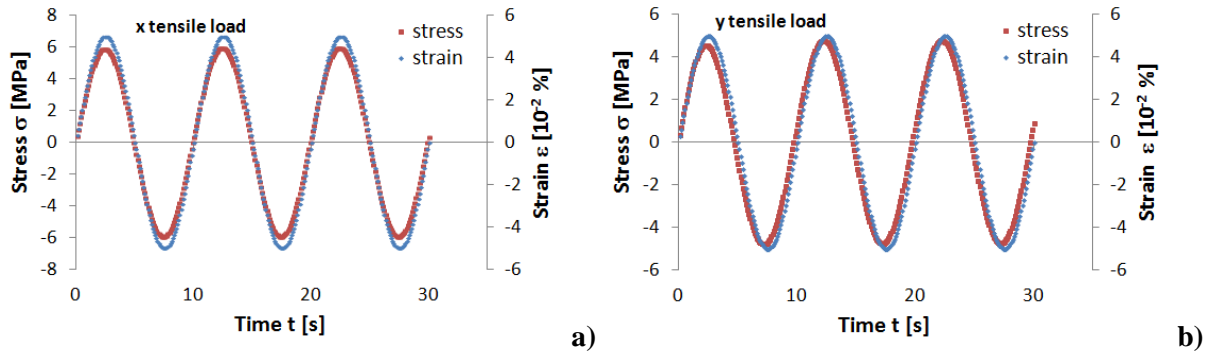 x tensile load
stress
strain
Stress σ [MPa]
8
6
4
2
0
-2
-4
-6
-8
6
4
2
0
-2
-4
-6
Strain ε [10-2 %]
0
10
20
30
Time t [s]
a)
y tensile load
stress
strain
Stress σ [MPa]
6
4
2
0
-2
-4
-6
6
4
2
0
-2
-4
-6
Strain ε [10-2 %]
0
10
20
30
Time t [s]
b)